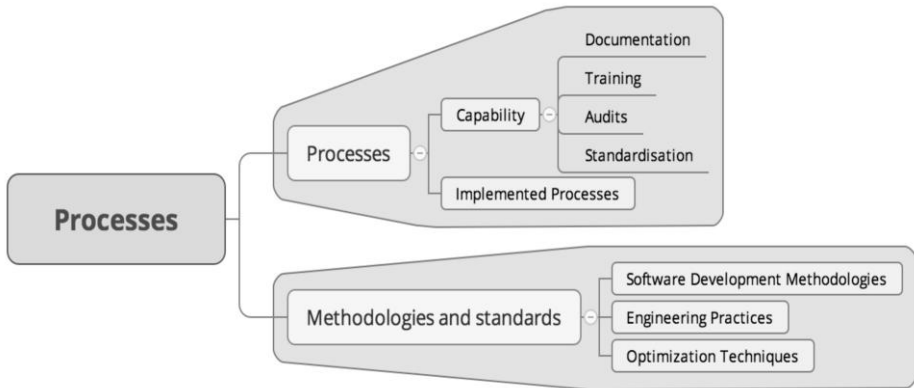 Processes
Processes
Capability
Documentation
Training
Audits
Standardisation
Implemented Processes
Methodologies and standards
Software Development Methodologies
Engineering Practices
Optimization Techniques